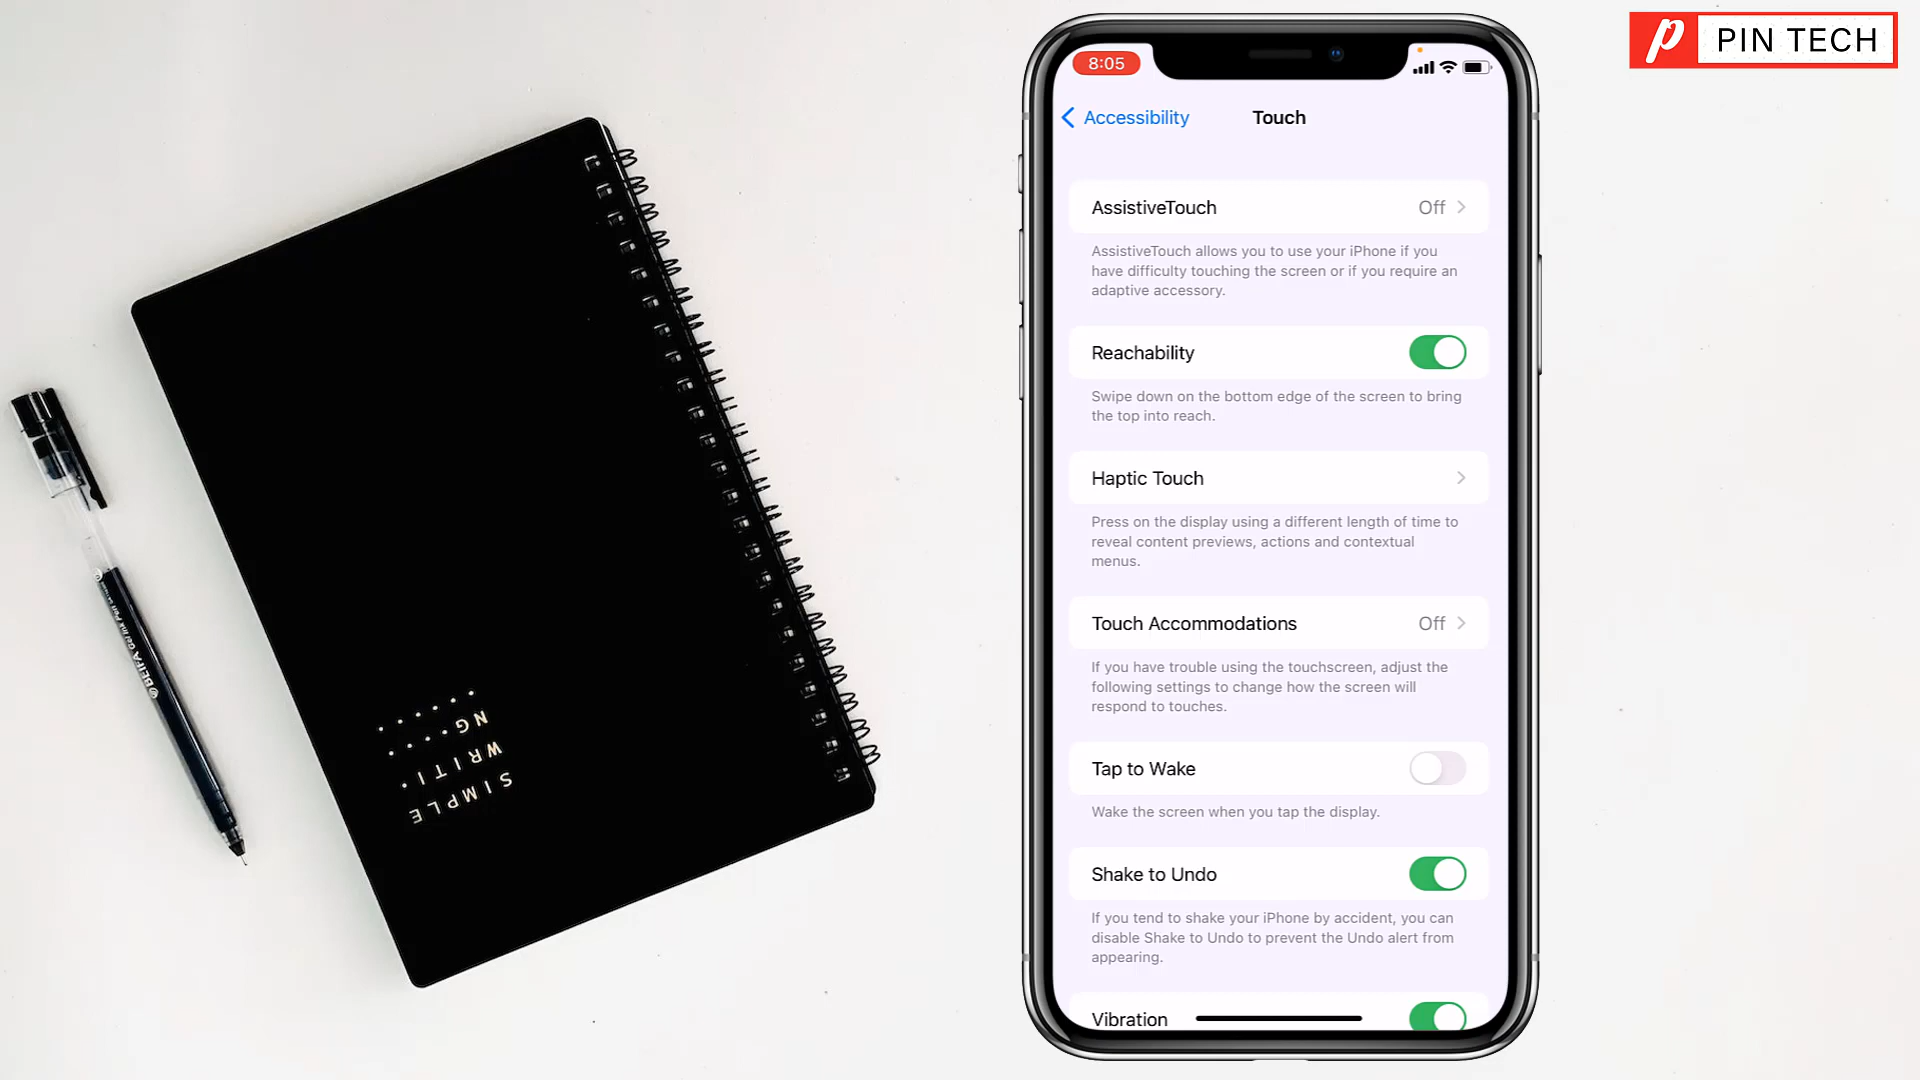 PIN TECH
8:05
Accessibility
Touch
AssistiveTouch
Off
AssistiveTouch allows you to use your iPhone if you
have difficulty touching the screen or if you require an
adaptive accessory.
Reachability
Swipe down on the bottom edge of the screen to bring
the top into reach.
Haptic Touch
Press on the display using a different length of time to
reveal content previews, actions and contextual
menus.
Touch Accommodations
Off
If you have trouble using the touchscreen, adjust the
following settings to change how the screen will
respond to touches.
Tap to Wake
Wake the screen when you tap the display.
Shake to Undo
If you tend to shake your iPhone by accident, you can
disable Shake to Undo to prevent the Undo alert from
appearing.
Vibration
SIMPLE
WRITI
NG